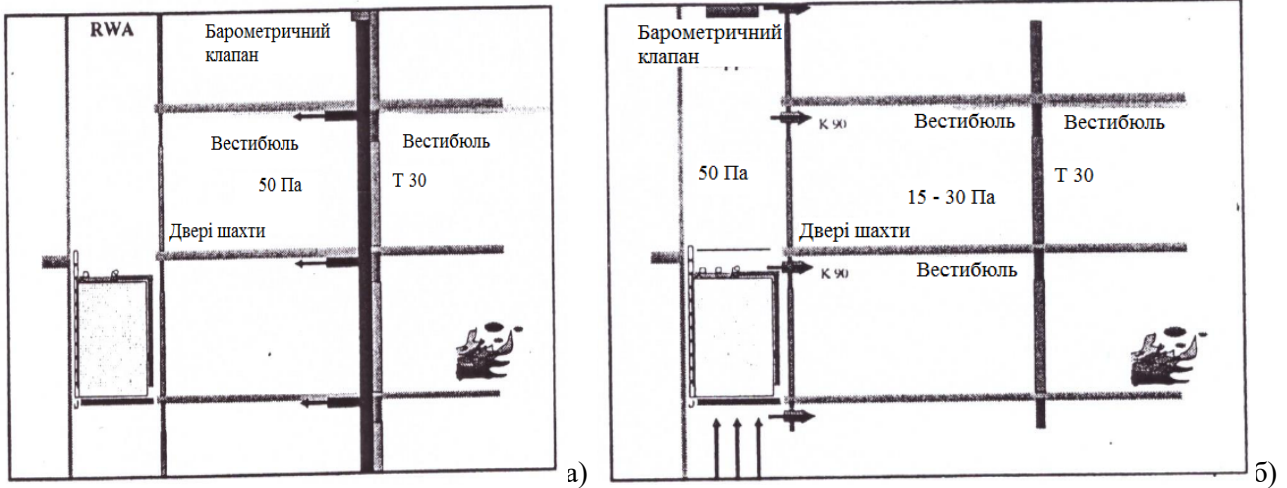 RWA
Барометричний
клапан
Вестибюль
Вестибюль
50 Па
Т 30
Двері шахти
а)
Барометричний
клапан
К 90
Вестибюль
Вестибюль
50 Па
Т 30
15 - 30 Па
Двері шахти
К 90
Вестибюль
б)